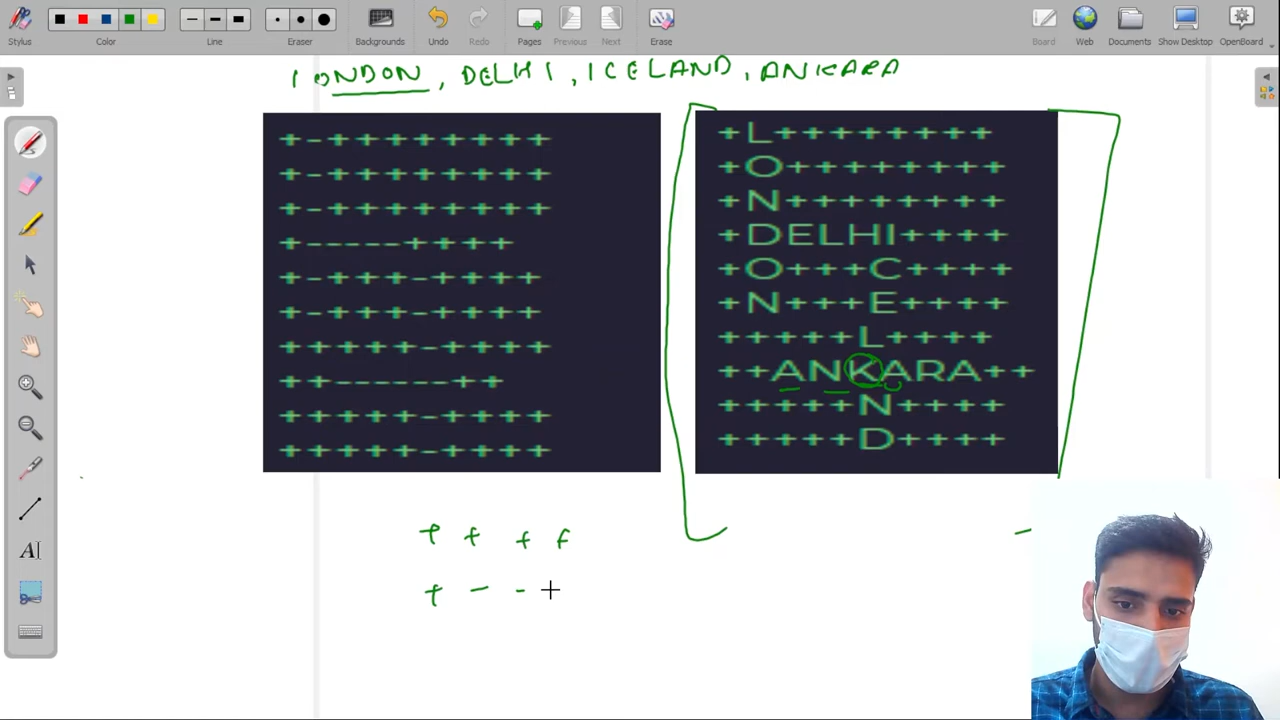 Stylus Color Line Eraser Backgrounds Undo Redo Pages Previous Next Erase Board Web Documents Show Desktop OpenBoard
LONDON, DELHI, ICELAND, ANKARA
+-++++++++
+-++++++++
+-++++++++
+-----++++
+-+++-++++
+-+++-++++
+++++-++++
++------++
+++++-++++
+++++-++++
+L++++++++
+O++++++++
+N++++++++
+DELHI++++
+O+++C++++
+N+++E++++
+++++L++++
++ANKARA++
+++++N++++
+++++D++++
+ + + +
+ - -